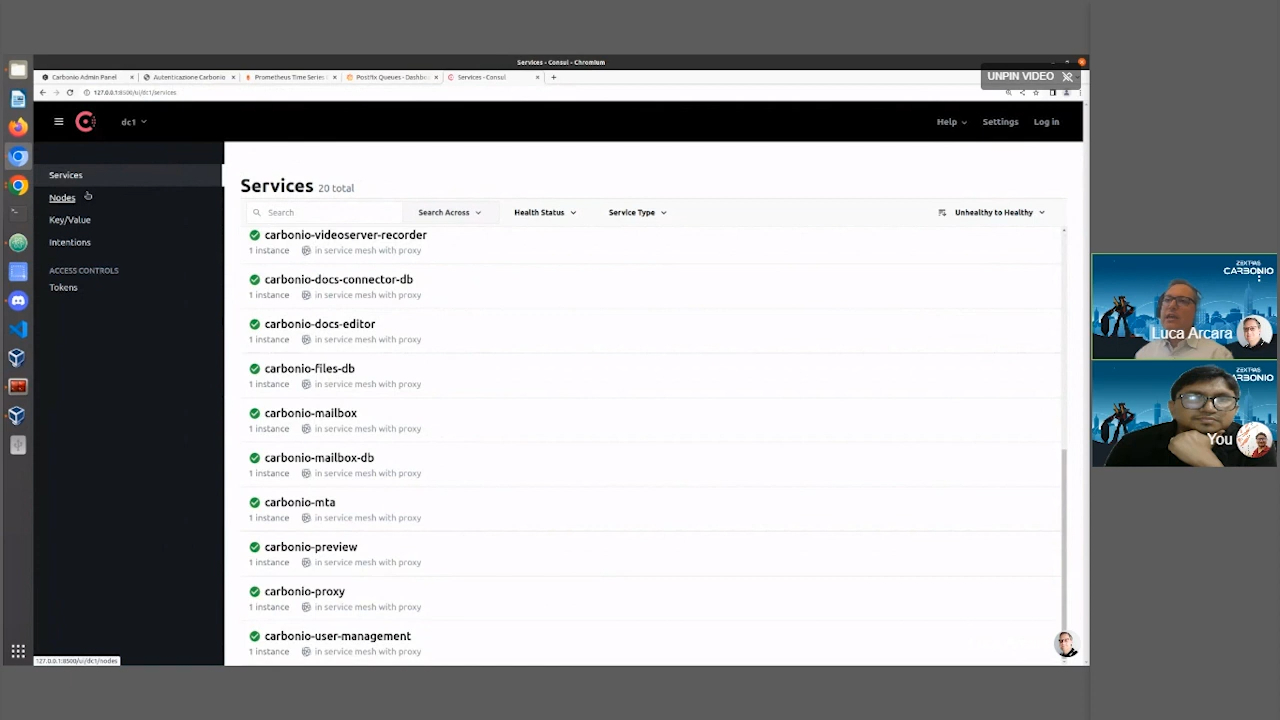 Services - Consul - Chromium
Carbonio Admin Panel
Autenticazione Carbonio
Prometheus Time Series
Postfix Queues - Dashbo
Services - Consul
UNPIN VIDEO
127.0.0.1:8500/ui/dc1/services
dc1
Help
Settings
Log in
Services
Nodes
Key/Value
Intentions
ACCESS CONTROLS
Tokens
Services 20 total
Search
Search Across
Health Status
Service Type
Unhealthy to Healthy
carbonio-videoserver-recorder
1 instance in service mesh with proxy
carbonio-docs-connector-db
1 instance in service mesh with proxy
carbonio-docs-editor
1 instance in service mesh with proxy
carbonio-files-db
1 instance in service mesh with proxy
carbonio-mailbox
1 instance in service mesh with proxy
carbonio-mailbox-db
1 instance in service mesh with proxy
carbonio-mta
1 instance in service mesh with proxy
carbonio-preview
1 instance in service mesh with proxy
carbonio-proxy
1 instance in service mesh with proxy
carbonio-user-management
1 instance in service mesh with proxy
127.0.0.1:8500/ui/dc1/nodes
ZEXTRAS
CARBONIO
Luca Arcara
ZEXTRAS
CARBONIO
You